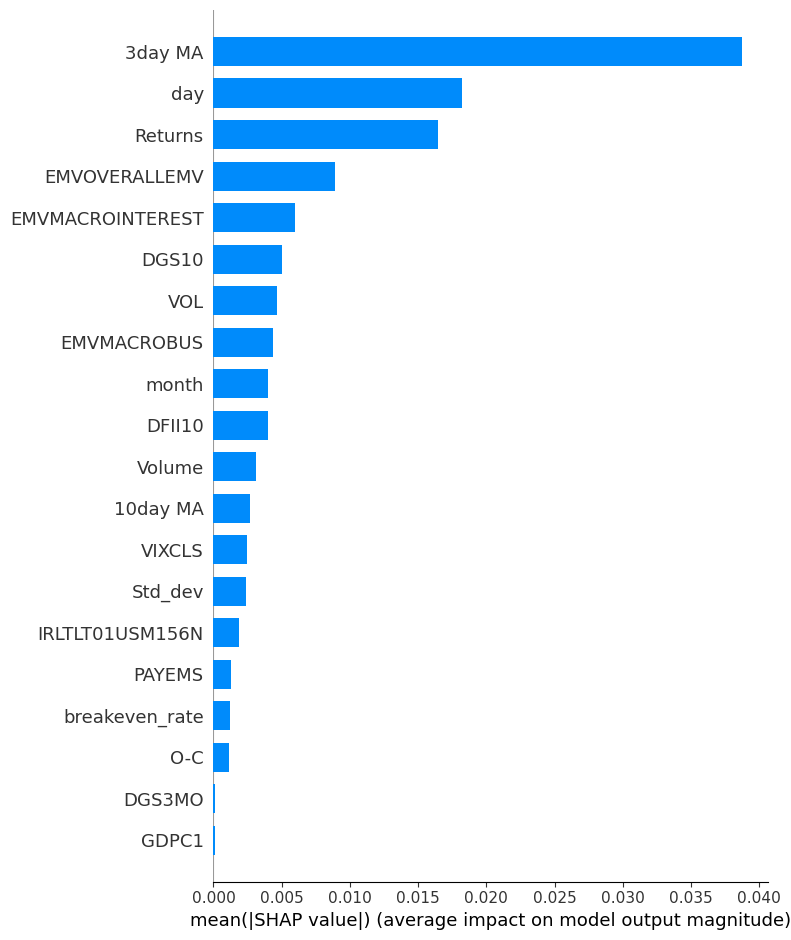 3day MA
day
Returns
EMVOVERALLEMV
EMVMACROINTEREST
DGS10
VOL
EMVMACROBUS
month
DFII10
Volume
10day MA
VIXCLS
Std_dev
IRLTLT01USM156N
PAYEMS
breakeven_rate
O-C
DGS3MO
GDPC1
0.000 0.005 0.010 0.015 0.020 0.025 0.030 0.035 0.040
mean(|SHAP value|) (average impact on model output magnitude)